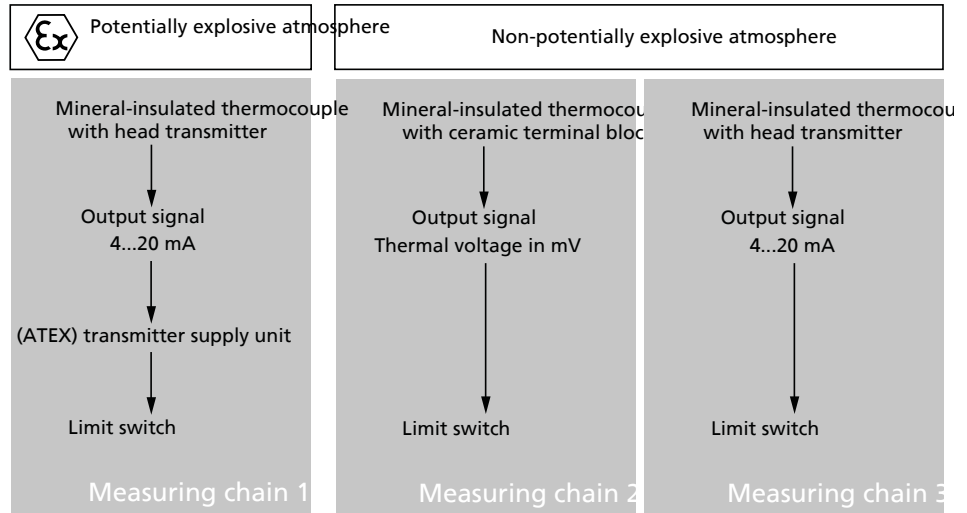 Ex
Potentially explosive atmosphere
Non-potentially explosive atmosphere
Mineral-insulated thermocouple
with head transmitter
Output signal
4...20 mA
(ATEX) transmitter supply unit
Limit switch
Measuring chain 1
Mineral-insulated thermocou
with ceramic terminal bloc
Output signal
Thermal voltage in mV
Limit switch
Measuring chain 2
Mineral-insulated thermocou
with head transmitter
Output signal
4...20 mA
Limit switch
Measuring chain 3